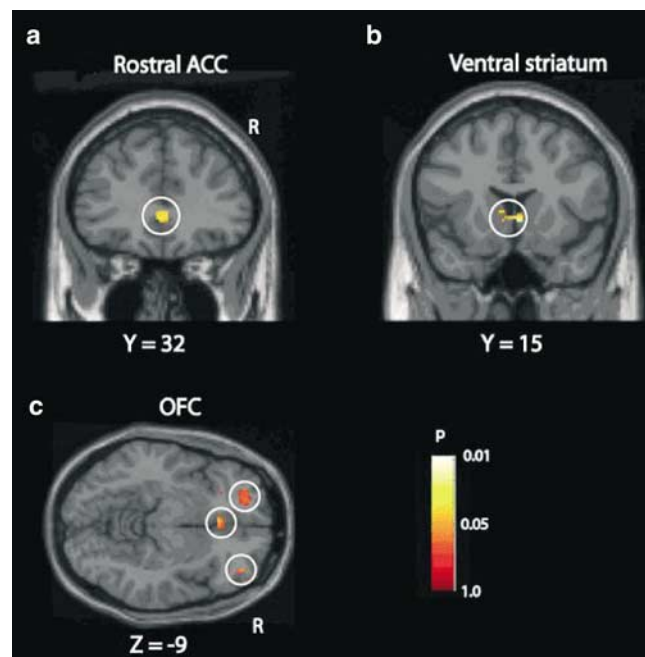 a
Rostral ACC
R
Y = 32
b
Ventral striatum
Y = 15
c
OFC
R
Z = -9
P
0.01
0.05
1.0